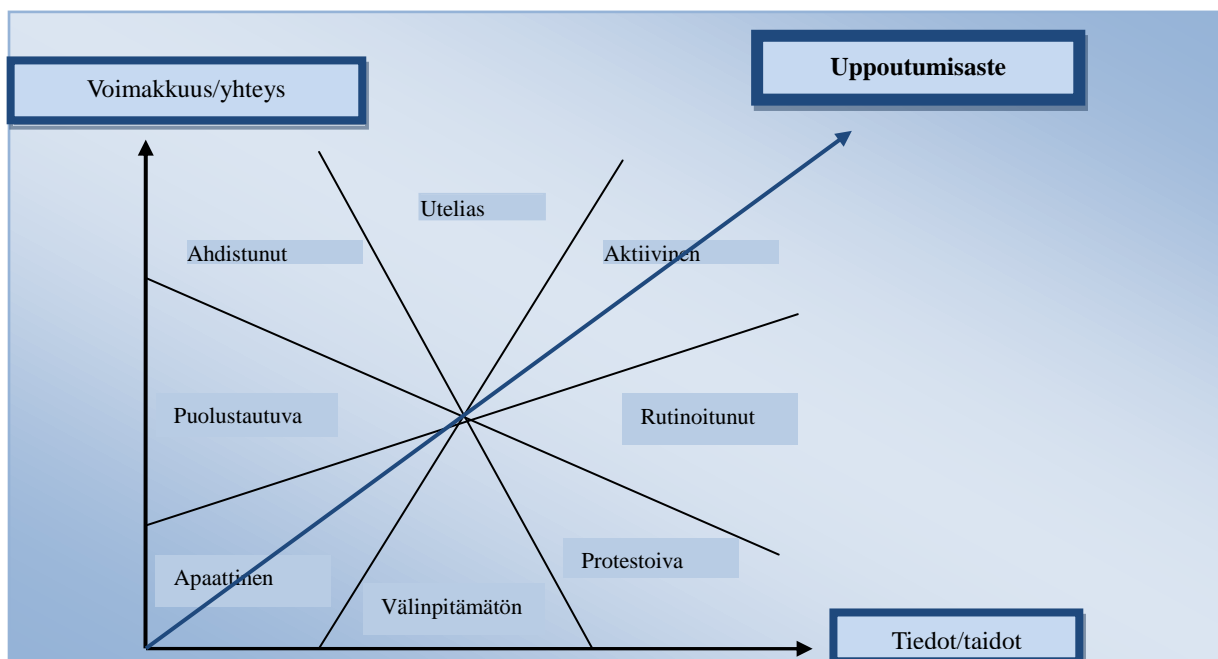 Uppoutumisaste
Voimakkuus/yhteys
Utelias
Ahdistunut
Aktiivinen
Puolustautuva
Rutinoitunut
Protestoiva
Apaattinen
Välinpitämätön
Tiedot/taidot